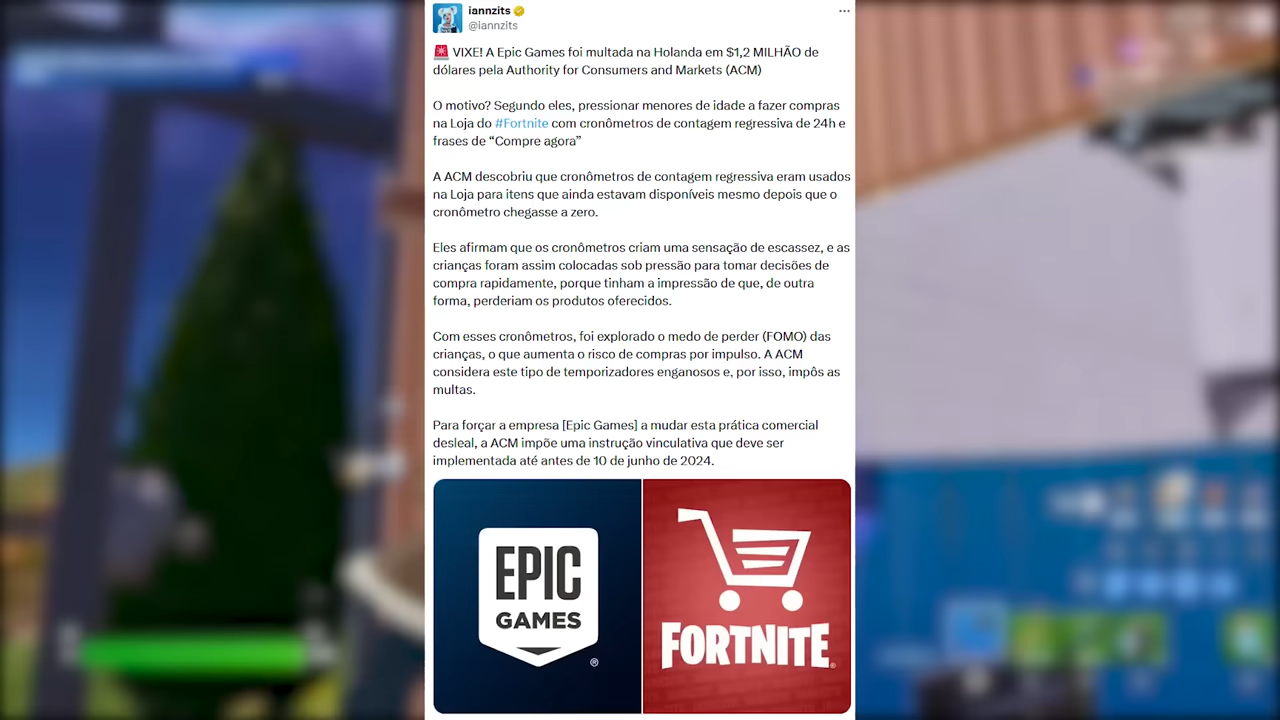 iannzits
@iannzits
🚨 VIXE! A Epic Games foi multada na Holanda em $1,2 MILHÃO de
dólares pela Authority for Consumers and Markets (ACM)
O motivo? Segundo eles, pressionar menores de idade a fazer compras
na Loja do #Fortnite com cronômetros de contagem regressiva de 24h e
frases de “Compre agora”
A ACM descobriu que cronômetros de contagem regressiva eram usados
na Loja para itens que ainda estavam disponíveis mesmo depois que o
cronômetro chegasse a zero.
Eles afirmam que os cronômetros criam uma sensação de escassez, e as
crianças foram assim colocadas sob pressão para tomar decisões de
compra rapidamente, porque tinham a impressão de que, de outra
forma, perderiam os produtos oferecidos.
Com esses cronômetros, foi explorado o medo de perder (FOMO) das
crianças, o que aumenta o risco de compras por impulso. A ACM
considera este tipo de temporizadores enganosos e, por isso, impôs as
multas.
Para forçar a empresa [Epic Games] a mudar esta prática comercial
desleal, a ACM impõe uma instrução vinculativa que deve ser
implementada até antes de 10 de junho de 2024.
EPIC
GAMES
®
FORTNITE